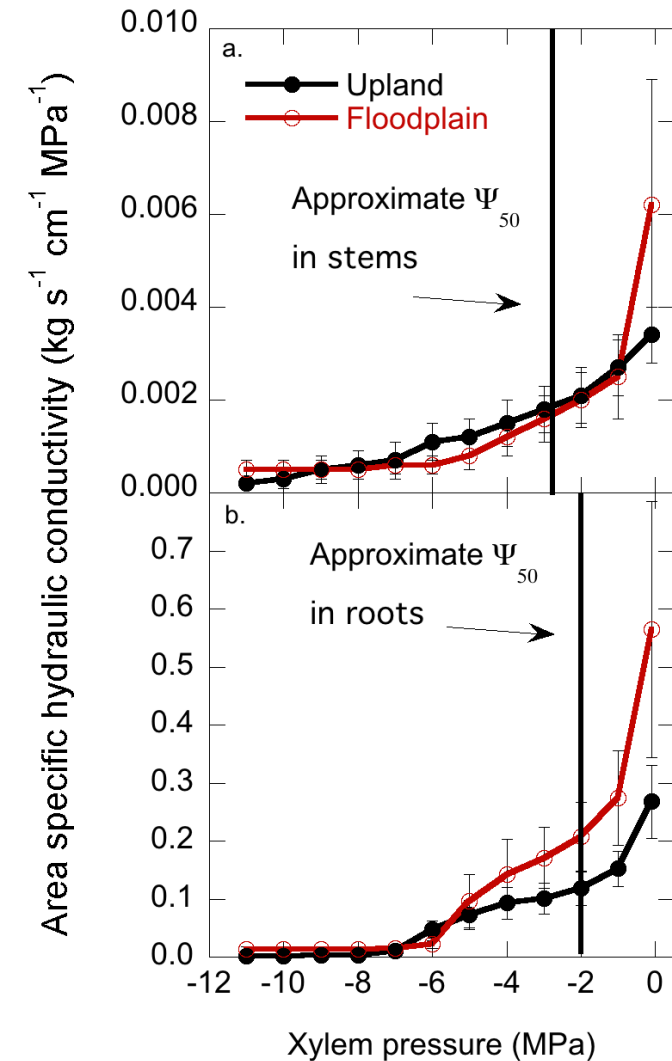 Area specific hydraulic conductivity (kg s⁻¹ cm⁻¹ MPa⁻¹)
0.010
0.008
0.006
0.004
0.002
0.000
a.
Upland
Floodplain
Approximate Ψ₅₀
in stems
0.7
0.6
0.5
0.4
0.3
0.2
0.1
0.0
b.
Approximate Ψ₅₀
in roots
-12 -10 -8 -6 -4 -2 0
Xylem pressure (MPa)